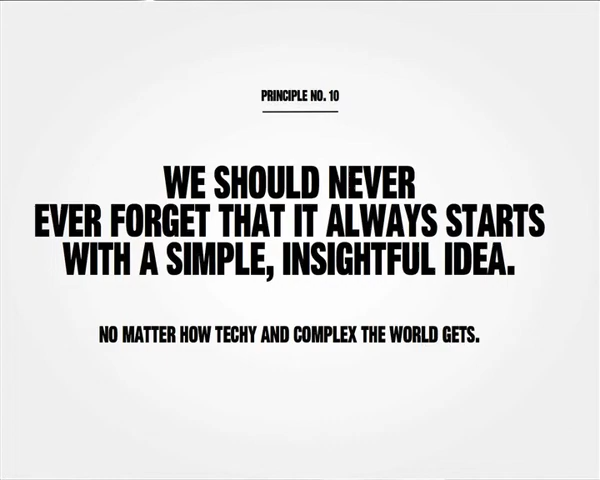 PRINCIPLE NO. 10
WE SHOULD NEVER
EVER FORGET THAT IT ALWAYS STARTS
WITH A SIMPLE, INSIGHTFUL IDEA.
NO MATTER HOW TECHY AND COMPLEX THE WORLD GETS.